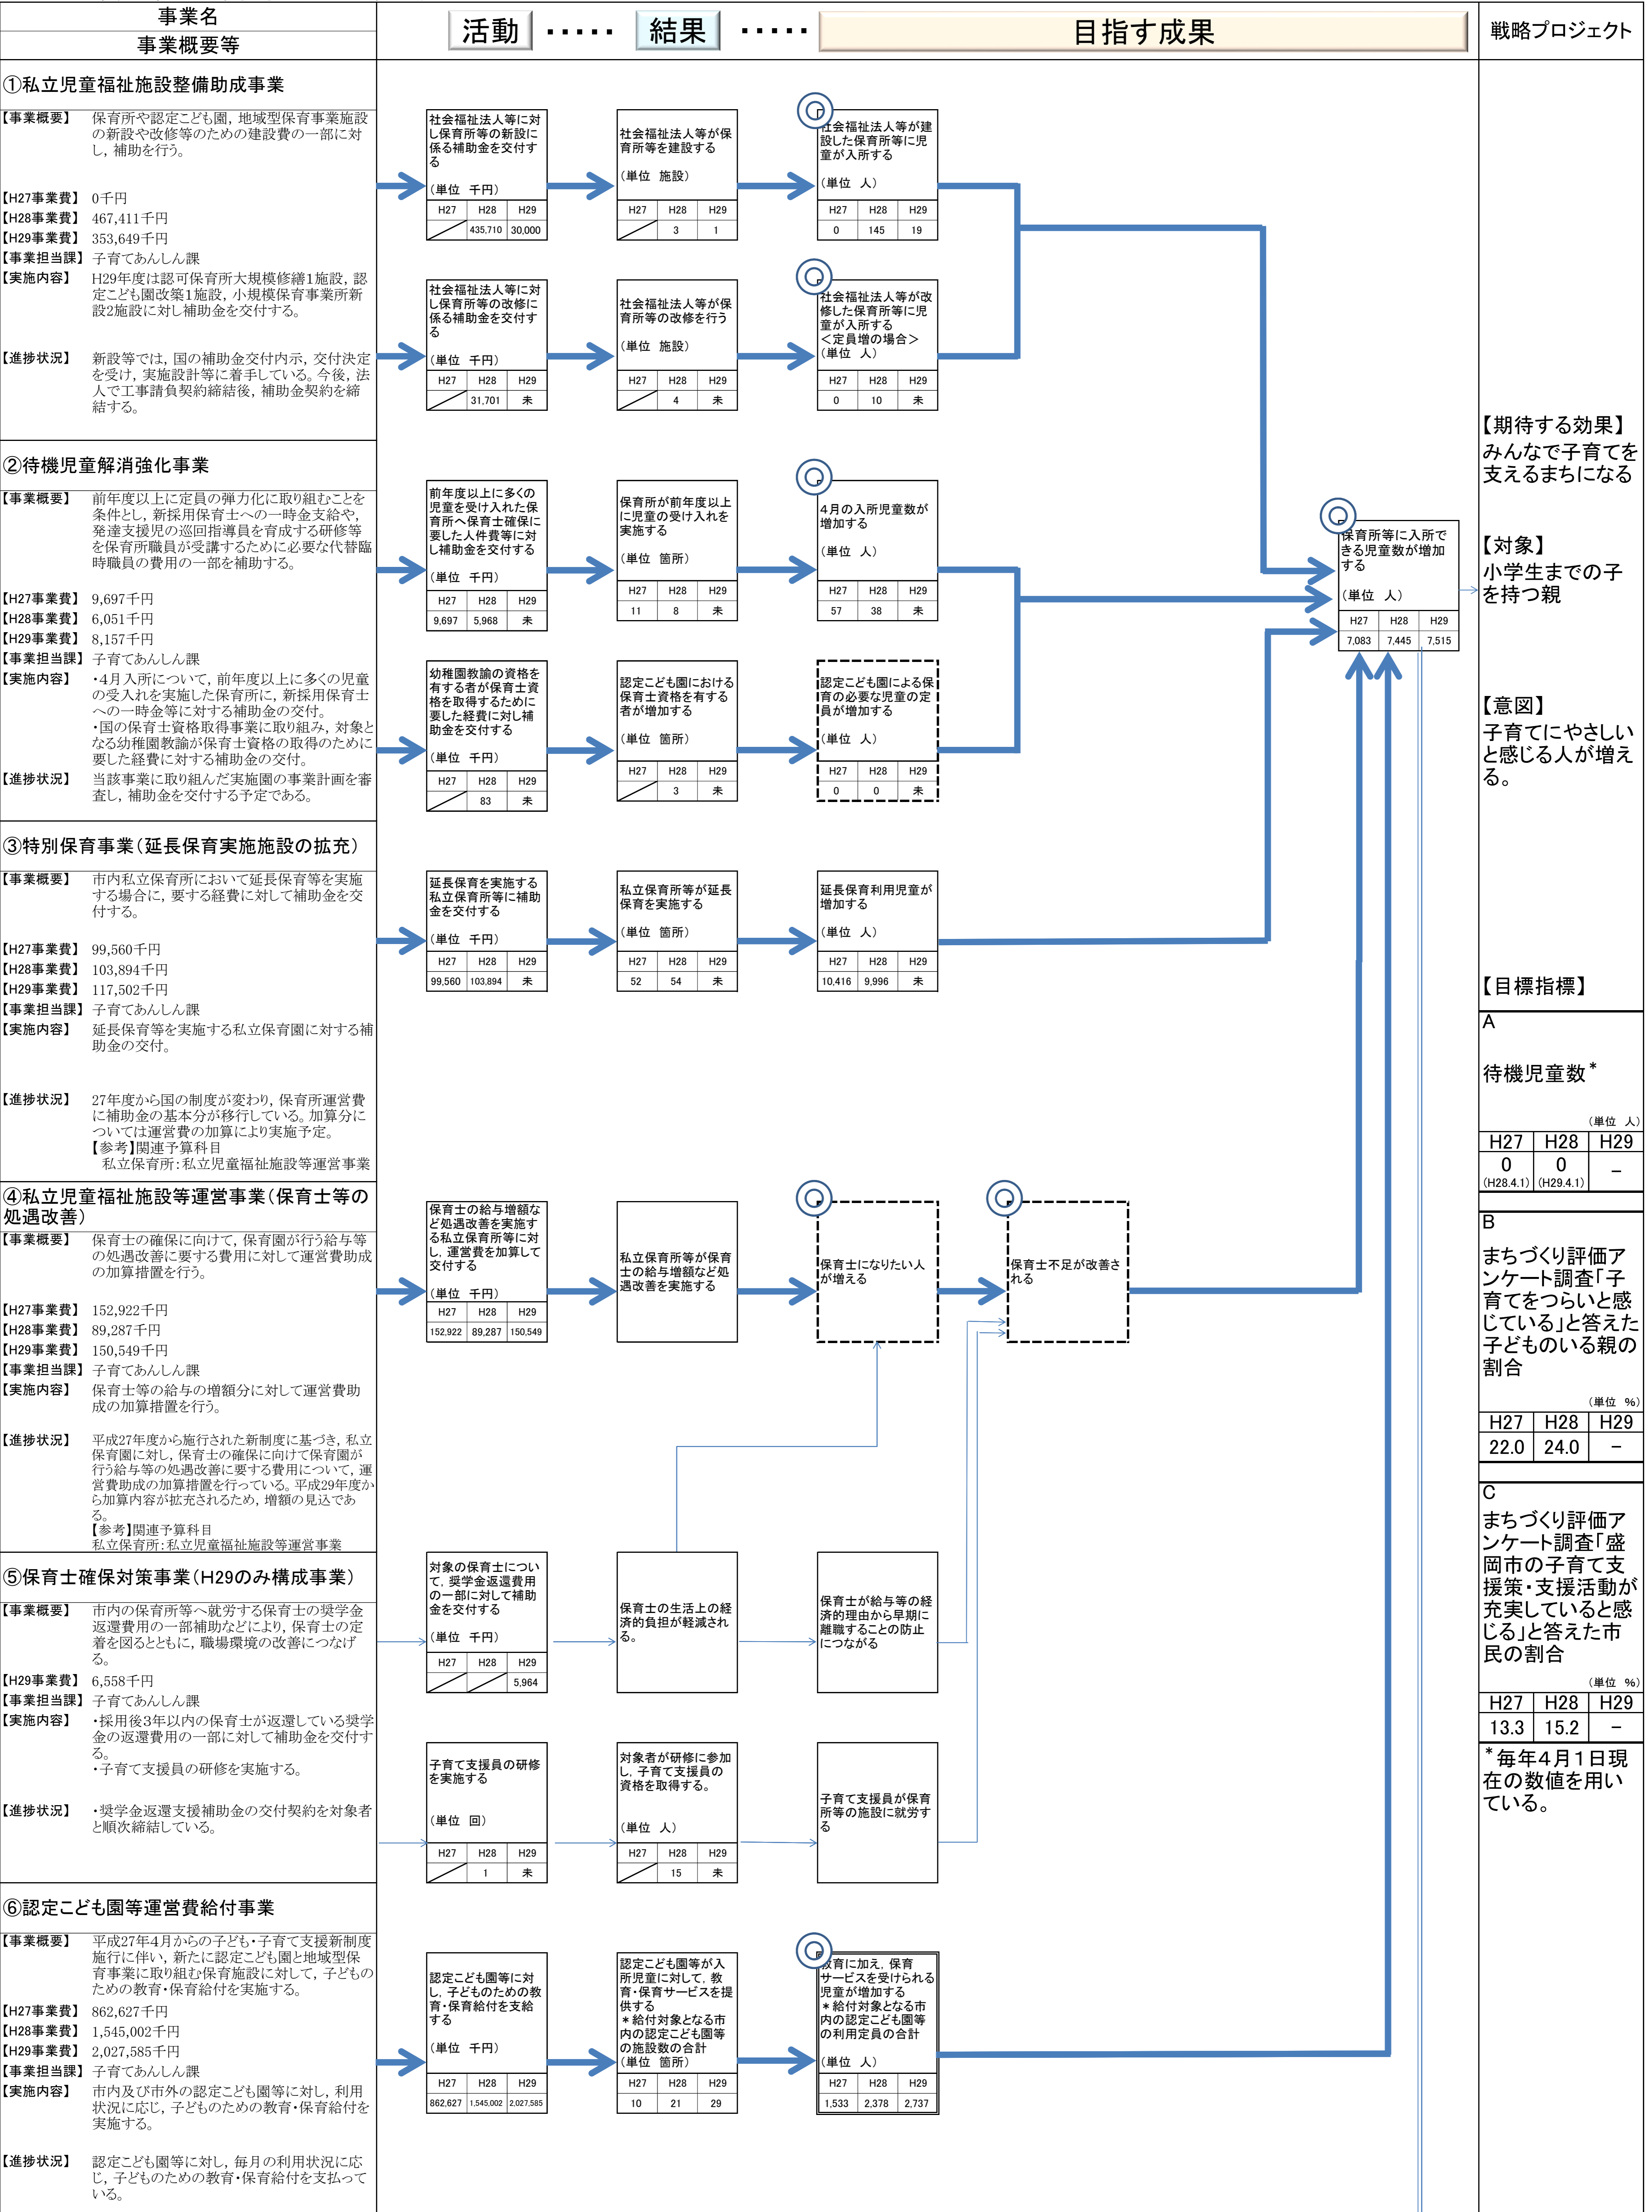 事業名
事業概要等
活動 ・・・・・ 結果 ・・・・・ 目指す成果
戦略プロジェクト
①私立児童福祉施設整備助成事業
【事業概要】 保育所や認定こども園，地域型保育事業施設
の新設や改修等のための建設費の一部に対
し，補助を行う。
【H27事業費】 0千円
【H28事業費】 467,411千円
【H29事業費】 353,649千円
【事業担当課】 子育てあんしん課
【実施内容】 H29年度は認可保育所大規模修繕1施設，認
定こども園改築1施設，小規模保育事業所新
設2施設に対し補助金を交付する。
【進捗状況】 新設等では，国の補助金交付内示，交付決定
を受け，実施設計等に着手している。今後，法
人で工事請負契約締結後，補助金契約を締
結する。
社会福祉法人等に対
し保育所等の新設に
係る補助金を交付す
る
（単位 千円）
H27 H28 H29
435,710 30,000
社会福祉法人等が保
育所等を建設する
（単位 施設）
H27 H28 H29
3 1
社会福祉法人等が建
設した保育所等に児
童が入所する
（単位 人）
H27 H28 H29
0 145 19
社会福祉法人等に対
し保育所等の改修に
係る補助金を交付す
る
（単位 千円）
H27 H28 H29
31,701 未
社会福祉法人等が保
育所等の改修を行う
（単位 施設）
H27 H28 H29
4 未
社会福祉法人等が改
修した保育所等に児
童が入所する
＜定員増の場合＞
（単位 人）
H27 H28 H29
0 10 未
②待機児童解消強化事業
【事業概要】 前年度以上に定員の弾力化に取り組むことを
条件とし，新採用保育士への一時金支給や，
発達支援児の巡回指導員を育成する研修等
を保育所職員が受講するために必要な代替臨
時職員の費用の一部を補助する。
【H27事業費】 9,697千円
【H28事業費】 6,051千円
【H29事業費】 8,157千円
【事業担当課】 子育てあんしん課
【実施内容】 ・4月入所について，前年度以上に多くの児童
の受入れを実施した保育所に，新採用保育士
への一時金等に対する補助金の交付。
・国の保育士資格取得事業に取り組み，対象と
なる幼稚園教諭が保育士資格の取得のために
要した経費に対する補助金の交付。
【進捗状況】 当該事業に取り組んだ実施園の事業計画を審
査し，補助金を交付する予定である。
前年度以上に多くの
児童を受け入れた保
育所へ保育士確保に
要した人件費等に対
し補助金を交付する
（単位 千円）
H27 H28 H29
9,697 5,968 未
保育所が前年度以上
に児童の受け入れを
実施する
（単位 箇所）
H27 H28 H29
11 8 未
4月の入所児童数が
増加する
（単位 人）
H27 H28 H29
57 38 未
幼稚園教諭の資格を
有する者が保育士資
格を取得するために
要した経費に対し補
助金を交付する
（単位 千円）
H27 H28 H29
83 未
認定こども園における
保育士資格を有する
者が増加する
（単位 箇所）
H27 H28 H29
3 未
認定こども園による保
育の必要な児童の定
員が増加する
（単位 人）
H27 H28 H29
0 0 未
保育所等に入所で
きる児童数が増加
する
（単位 人）
H27 H28 H29
7,083 7,445 7,515
③特別保育事業（延長保育実施施設の拡充）
【事業概要】 市内私立保育所において延長保育等を実施
する場合に，要する経費に対して補助金を交
付する。
【H27事業費】 99,560千円
【H28事業費】 103,894千円
【H29事業費】 117,502千円
【事業担当課】 子育てあんしん課
【実施内容】 延長保育等を実施する私立保育園に対する補
助金の交付。
【進捗状況】 27年度から国の制度が変わり，保育所運営費
に補助金の基本分が移行している。加算分に
ついては運営費の加算により実施予定。
【参考】関連予算科目
私立保育所：私立児童福祉施設等運営事業
延長保育を実施する
私立保育所等に補助
金を交付する
（単位 千円）
H27 H28 H29
99,560 103,894 未
私立保育所等が延長
保育を実施する
（単位 箇所）
H27 H28 H29
52 54 未
延長保育利用児童が
増加する
（単位 人）
H27 H28 H29
10,416 9,996 未
④私立児童福祉施設等運営事業（保育士等の
処遇改善）
【事業概要】 保育士の確保に向けて，保育園が行う給与等
の処遇改善に要する費用に対して運営費助成
の加算措置を行う。
【H27事業費】 152,922千円
【H28事業費】 89,287千円
【H29事業費】 150,549千円
【事業担当課】 子育てあんしん課
【実施内容】 保育士等の給与の増額分に対して運営費助
成の加算措置を行う。
【進捗状況】 平成27年度から施行された新制度に基づき，私立
保育園に対し，保育士の確保に向けて保育園が
行う給与等の処遇改善に要する費用について，運
営費助成の加算措置を行っている。平成29年度か
ら加算内容が拡充されるため，増額の見込であ
る。
【参考】関連予算科目
私立保育所：私立児童福祉施設等運営事業
保育士の給与増額な
ど処遇改善を実施す
る私立保育所等に対
し，運営費を加算して
交付する
（単位 千円）
H27 H28 H29
152,922 89,287 150,549
私立保育所等が保育
士の給与増額など処
遇改善を実施する
保育士になりたい人
が増える
保育士不足が改善さ
れる
⑤保育士確保対策事業（H29のみ構成事業）
【事業概要】 市内の保育所等へ就労する保育士の奨学金
返還費用の一部補助などにより，保育士の定
着を図るとともに，職場環境の改善につなげ
る。
【H29事業費】 6,558千円
【事業担当課】 子育てあんしん課
【実施内容】 ・採用後3年以内の保育士が返還している奨学
金の返還費用の一部に対して補助金を交付す
る。
・子育て支援員の研修を実施する。
【進捗状況】 ・奨学金返還支援補助金の交付契約を対象者
と順次締結している。
対象の保育士につい
て，奨学金返還費用
の一部に対して補助
金を交付する
（単位 千円）
H27 H28 H29
5,964
保育士の生活上の経
済的負担が軽減され
る。
保育士が給与等の経
済的理由から早期に
離職することの防止
につながる
子育て支援員の研修
を実施する
（単位 回）
H27 H28 H29
1 未
対象者が研修に参加
し，子育て支援員の
資格を取得する。
（単位 人）
H27 H28 H29
15 未
子育て支援員が保育
所等の施設に就労す
る
⑥認定こども園等運営費給付事業
【事業概要】 平成27年4月からの子ども・子育て支援新制度
施行に伴い，新たに認定こども園と地域型保
育事業に取り組む保育施設に対して，子どもの
ための教育・保育給付を実施する。
【H27事業費】 862,627千円
【H28事業費】 1,545,002千円
【H29事業費】 2,027,585千円
【事業担当課】 子育てあんしん課
【実施内容】 市内及び市外の認定こども園等に対し，利用
状況に応じ，子どものための教育・保育給付を
実施する。
【進捗状況】 認定こども園等に対し，毎月の利用状況に応
じ，子どものための教育・保育給付を支払って
いる。
認定こども園等に対
し，子どものための教
育・保育給付を支給
する
（単位 千円）
H27 H28 H29
862,627 1,545,002 2,027,585
認定こども園等が入
所児童に対して，教
育・保育サービスを提
供する
＊給付対象となる市
内の認定こども園等
の施設数の合計
（単位 箇所）
H27 H28 H29
10 21 29
教育に加え，保育
サービスを受けられる
児童が増加する
＊給付対象となる市
内の認定こども園等
の利用定員の合計
（単位 人）
H27 H28 H29
1,533 2,378 2,737
【期待する効果】
みんなで子育てを
支えるまちになる
【対象】
小学生までの子
を持つ親
【意図】
子育てにやさしい
と感じる人が増え
る。
【目標指標】
A
待機児童数*
（単位 人）
H27 H28 H29
0 0 －
(H28.4.1) (H29.4.1)
B
まちづくり評価ア
ンケート調査「子
育てをつらいと感
じている」と答えた
子どものいる親の
割合
（単位 %）
H27 H28 H29
22.0 24.0 －
C
まちづくり評価ア
ンケート調査「盛
岡市の子育て支
援策・支援活動が
充実していると感
じる」と答えた市
民の割合
（単位 %）
H27 H28 H29
13.3 15.2 －
*毎年4月1日現
在の数値を用い
ている。